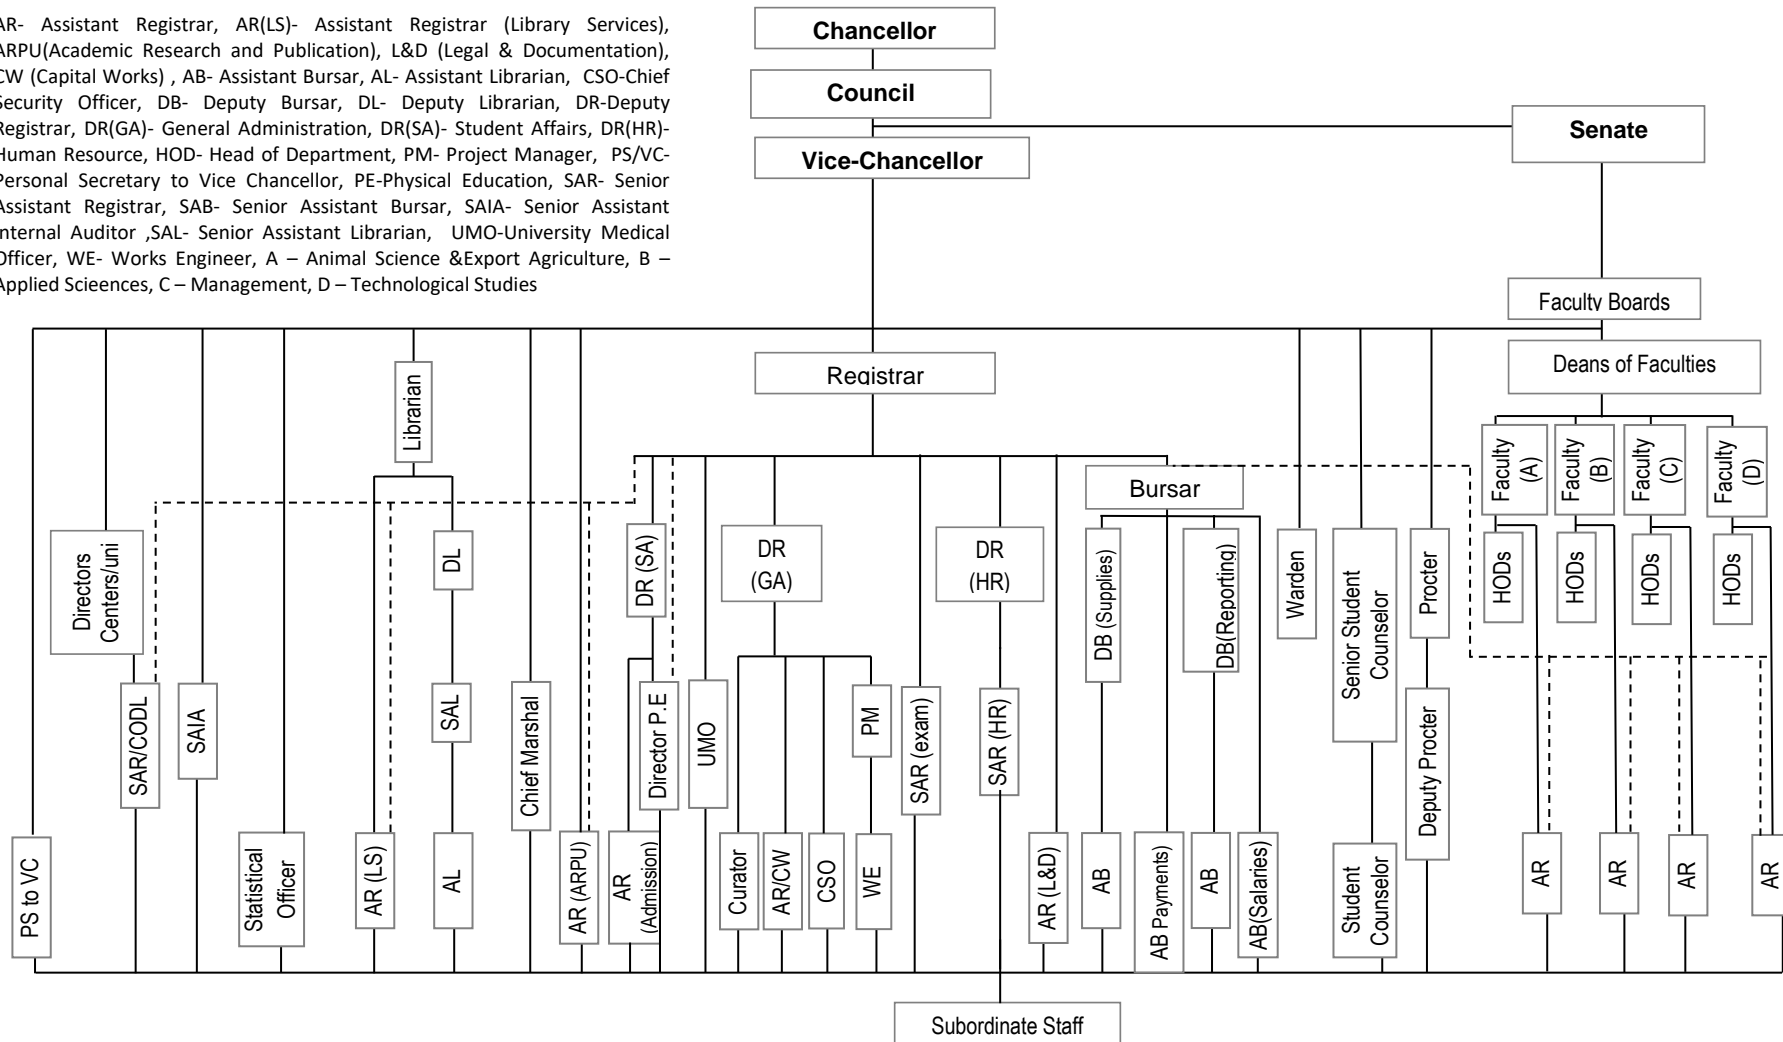 AR- Assistant Registrar, AR(LS)- Assistant Registrar (Library Services),
ARPU(Academic Research and Publication), L&D (Legal & Documentation),
CW (Capital Works) , AB- Assistant Bursar, AL- Assistant Librarian, CSO-Chief
Security Officer, DB- Deputy Bursar, DL- Deputy Librarian, DR-Deputy
Registrar, DR(GA)- General Administration, DR(SA)- Student Affairs, DR(HR)-
Human Resource, HOD- Head of Department, PM- Project Manager, PS/VC-
Personal Secretary to Vice Chancellor, PE-Physical Education, SAR- Senior
Assistant Registrar, SAB- Senior Assistant Bursar, SAIA- Senior Assistant
Internal Auditor ,SAL- Senior Assistant Librarian, UMO-University Medical
Officer, WE- Works Engineer, A – Animal Science &Export Agriculture, B –
Applied Scieences, C – Management, D – Technological Studies
Chancellor
Council
Senate
Vice-Chancellor
Faculty Boards
Registrar
Deans of Faculties
Librarian
Faculty
(A)
Faculty
(B)
Faculty
(C)
Faculty
(D)
Bursar
Directors
Centers/uni
DL
DR (SA)
DR
(GA)
DR
(HR)
DB (Supplies)
DB(Reporting)
Warden
Senior Student
Counselor
Procter
HODs
HODs
HODs
HODs
SAR/CODL
SAIA
SAL
Chief Marshal
Director P.E
UMO
PM
SAR (exam)
SAR (HR)
Deputy Procter
PS to VC
Statistical
Officer
AR (LS)
AL
AR (ARPU)
AR
(Admission)
Curator
AR/CW
CSO
WE
AR (L&D)
AB
AB Payments)
AB
AB(Salaries)
Student
Counselor
AR
AR
AR
AR
Subordinate Staff